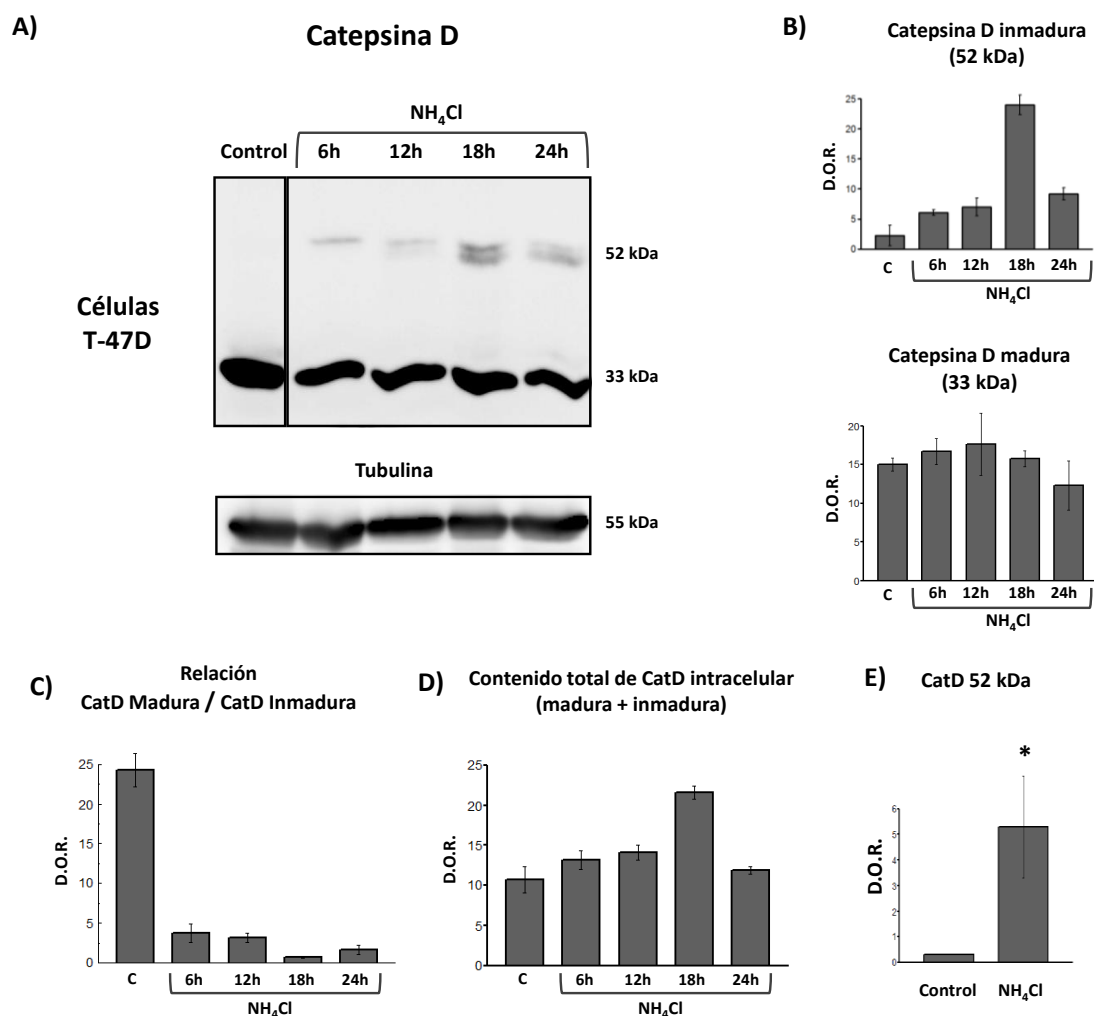 A)
Catepsina D
NH₄Cl
Control 6h 12h 18h 24h
52 kDa
Células
T-47D
33 kDa
Tubulina
55 kDa
B)
Catepsina D inmadura
(52 kDa)
25
20
15
10
5
0
D.O.R.
C 6h 12h 18h 24h
NH₄Cl
Catepsina D madura
(33 kDa)
20
15
10
5
0
D.O.R.
C 6h 12h 18h 24h
NH₄Cl
C)
Relación
CatD Madura / CatD Inmadura
25
20
15
10
5
0
D.O.R.
C 6h 12h 18h 24h
NH₄Cl
D)
Contenido total de CatD intracelular
(madura + inmadura)
25
20
15
10
5
0
D.O.R.
C 6h 12h 18h 24h
NH₄Cl
E)
CatD 52 kDa
*
6
5
4
3
2
1
0
D.O.R.
Control NH₄Cl